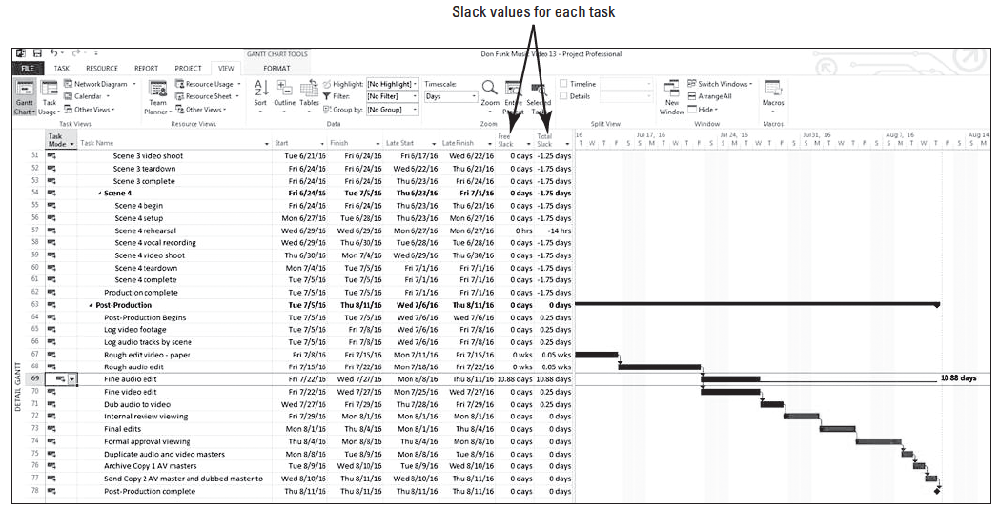 Slack values for each task
GANTT CHART TOOLS
Don Funk Music Video 13 - Project Professional
FILE TASK RESOURCE REPORT PROJECT VIEW FORMAT
Network Diagram Resource Usage Highlight: [No Highlight] Timescale: Timeline Switch Windows
Calendar Resource Sheet Filter: [No Filter] Days Details Arrange All
Gantt Chart Task Usage Other Views Team Planner Other Views Sort Outline Tables Group by: [No Group] Zoom Entire Project Selected Tasks New Window Hide Macros
Task Views Resource Views Data Zoom Split View Window Macros
Task Mode Task Name Start Finish Late Start Late Finish Free Slack Total Slack
'16 Jul 17, '16 Jul 24, '16 Jul 31, '16 Aug 7, '16 Aug 14,
T W T F S S M T W T F S S M T W T F S S M T W T F S S M T W T F S S M
51 Scene 3 video shoot Tue 6/21/16 Fri 6/24/16 Fri 6/17/16 Wed 6/22/16 0 days -1.25 days
52 Scene 3 teardown Fri 6/24/16 Fri 6/24/16 Wed 6/22/16 Thu 6/23/16 0 days -1.75 days
53 Scene 3 complete Fri 6/24/16 Fri 6/24/16 Thu 6/23/16 Thu 6/23/16 0 days -1.75 days
54 Scene 4 Fri 6/24/16 Tue 7/5/16 Thu 6/23/16 Fri 7/1/16 0 days -1.75 days
55 Scene 4 begin Fri 6/24/16 Fri 6/24/16 Thu 6/23/16 Thu 6/23/16 0 days -1.75 days
56 Scene 4 setup Mon 6/27/16 Tue 6/28/16 Thu 6/23/16 Mon 6/27/16 0 days -1.75 days
57 Scene 4 rehearsal Wed 6/29/16 Wed 6/29/16 Mon 6/27/16 Mon 6/27/16 0 hrs -14 hrs
58 Scene 4 vocal recording Wed 6/29/16 Thu 6/30/16 Tue 6/28/16 Tue 6/28/16 0 days -1.75 days
59 Scene 4 video shoot Thu 6/30/16 Mon 7/4/16 Wed 6/29/16 Thu 6/30/16 0 days -1.75 days
60 Scene 4 teardown Mon 7/4/16 Tue 7/5/16 Fri 7/1/16 Fri 7/1/16 0 days -1.75 days
61 Scene 4 complete Tue 7/5/16 Tue 7/5/16 Fri 7/1/16 Fri 7/1/16 0 days -1.75 days
62 Production complete Tue 7/5/16 Tue 7/5/16 Fri 7/1/16 Fri 7/1/16 0 days -1.75 days
63 Post-Production Tue 7/5/16 Thu 8/11/16 Wed 7/6/16 Thu 8/11/16 0 days 0 days
64 Post-Production Begins Tue 7/5/16 Tue 7/5/16 Wed 7/6/16 Wed 7/6/16 0 days 0.25 days
65 Log video footage Tue 7/5/16 Fri 7/8/16 Wed 7/6/16 Fri 7/8/16 0 days 0.25 days
66 Log audio tracks by scene Tue 7/5/16 Fri 7/8/16 Wed 7/6/16 Fri 7/8/16 0 days 0.25 days
67 Rough edit video - paper Fri 7/8/16 Fri 7/15/16 Mon 7/11/16 Fri 7/15/16 0 wks 0.05 wks
68 Rough audio edit Fri 7/15/16 Fri 7/22/16 Mon 7/18/16 Fri 7/22/16 0 wks 0.05 wks
69 Fine audio edit Fri 7/22/16 Wed 7/27/16 Mon 8/8/16 Thu 8/11/16 10.88 days 10.88 days 10.88 days
70 Fine video edit Fri 7/22/16 Wed 7/27/16 Mon 7/25/16 Wed 7/27/16 0 days 0.25 days
71 Dub audio to video Wed 7/27/16 Fri 7/29/16 Thu 7/28/16 Fri 7/29/16 0 days 0.25 days
72 Internal review viewing Fri 7/29/16 Mon 8/1/16 Mon 8/1/16 Mon 8/1/16 0 days 0 days
73 Final edits Mon 8/1/16 Thu 8/4/16 Mon 8/1/16 Thu 8/4/16 0 days 0 days
74 Formal approval viewing Thu 8/4/16 Mon 8/8/16 Thu 8/4/16 Mon 8/8/16 0 days 0 days
75 Duplicate audio and video masters Mon 8/8/16 Tue 8/9/16 Mon 8/8/16 Tue 8/9/16 0 days 0 days
76 Archive Copy 1 AV masters Tue 8/9/16 Wed 8/10/16 Tue 8/9/16 Wed 8/10/16 0 days 0 days
77 Send Copy 2 AV master and dubbed master to Wed 8/10/16 Thu 8/11/16 Wed 8/10/16 Thu 8/11/16 0 days 0 days
78 Post-Production complete Thu 8/11/16 Thu 8/11/16 Thu 8/11/16 Thu 8/11/16 0 days 0 days
DETAIL GANTT